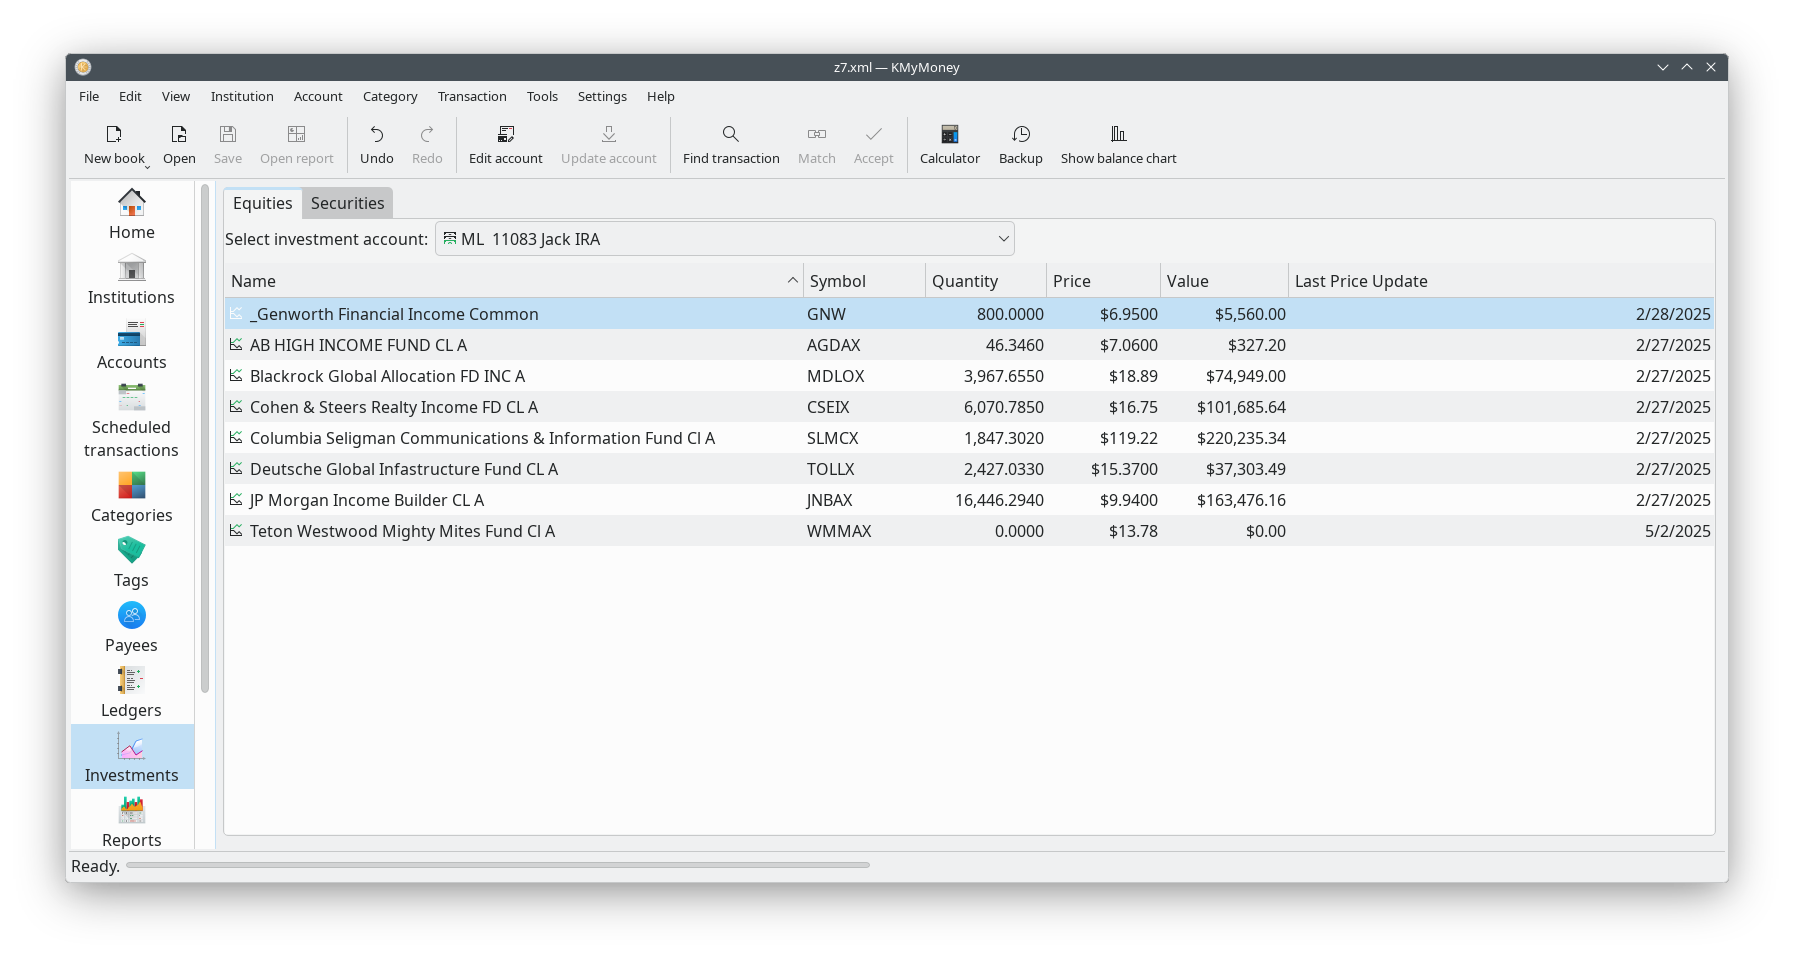 z7.xml — KMyMoney
File Edit View Institution Account Category Transaction Tools Settings Help
New book Open Save Open report Undo Redo Edit account Update account Find transaction Match Accept Calculator Backup Show balance chart
Home
Institutions
Accounts
Scheduled
transactions
Categories
Tags
Payees
Ledgers
Investments
Reports
Equities Securities
Select investment account: ML 11083 Jack IRA
Name Symbol Quantity Price Value Last Price Update
_Genworth Financial Income Common GNW 800.0000 $6.9500 $5,560.00 2/28/2025
AB HIGH INCOME FUND CL A AGDAX 46.3460 $7.0600 $327.20 2/27/2025
Blackrock Global Allocation FD INC A MDLOX 3,967.6550 $18.89 $74,949.00 2/27/2025
Cohen & Steers Realty Income FD CL A CSEIX 6,070.7850 $16.75 $101,685.64 2/27/2025
Columbia Seligman Communications & Information Fund Cl A SLMCX 1,847.3020 $119.22 $220,235.34 2/27/2025
Deutsche Global Infastructure Fund CL A TOLLX 2,427.0330 $15.3700 $37,303.49 2/27/2025
JP Morgan Income Builder CL A JNBAX 16,446.2940 $9.9400 $163,476.16 2/27/2025
Teton Westwood Mighty Mites Fund Cl A WMMAX 0.0000 $13.78 $0.00 5/2/2025
Ready.